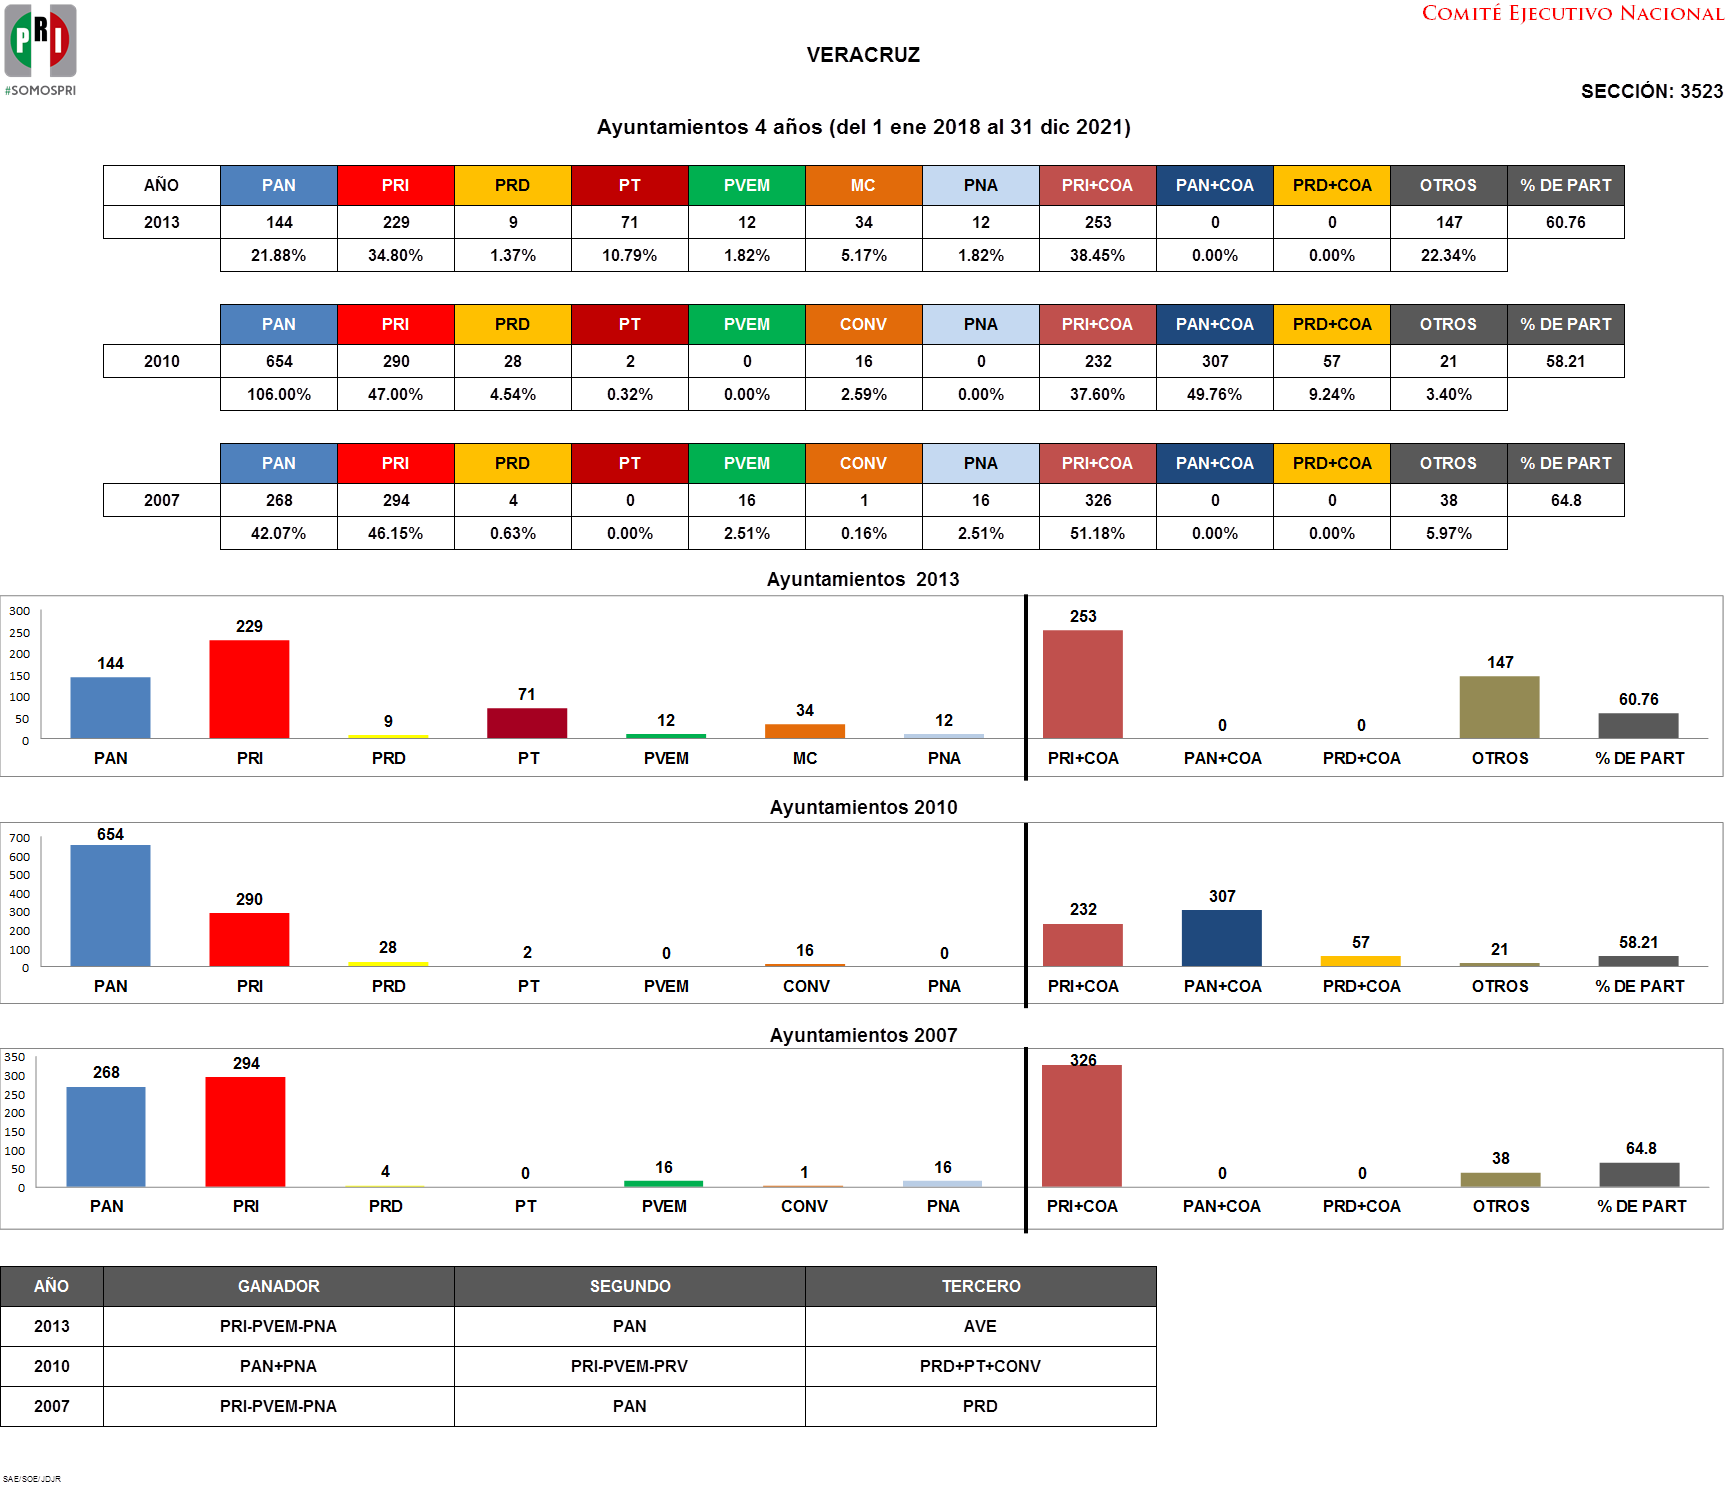 PRI
#SOMOSPRI
COMITÉ EJECUTIVO NACIONAL
VERACRUZ
SECCIÓN: 3523
Ayuntamientos 4 años (del 1 ene 2018 al 31 dic 2021)
AÑO PAN PRI PRD PT PVEM MC PNA PRI+COA PAN+COA PRD+COA OTROS % DE PART
2013 144 229 9 71 12 34 12 253 0 0 147 60.76
21.88% 34.80% 1.37% 10.79% 1.82% 5.17% 1.82% 38.45% 0.00% 0.00% 22.34%
PAN PRI PRD PT PVEM CONV PNA PRI+COA PAN+COA PRD+COA OTROS % DE PART
2010 654 290 28 2 0 16 0 232 307 57 21 58.21
106.00% 47.00% 4.54% 0.32% 0.00% 2.59% 0.00% 37.60% 49.76% 9.24% 3.40%
PAN PRI PRD PT PVEM CONV PNA PRI+COA PAN+COA PRD+COA OTROS % DE PART
2007 268 294 4 0 16 1 16 326 0 0 38 64.8
42.07% 46.15% 0.63% 0.00% 2.51% 0.16% 2.51% 51.18% 0.00% 0.00% 5.97%
Ayuntamientos 2013
300
250
200
150
100
50
0
144 229 9 71 12 34 12 253 0 0 147 60.76
PAN PRI PRD PT PVEM MC PNA PRI+COA PAN+COA PRD+COA OTROS % DE PART
Ayuntamientos 2010
700
600
500
400
300
200
100
0
654 290 28 2 0 16 0 232 307 57 21 58.21
PAN PRI PRD PT PVEM CONV PNA PRI+COA PAN+COA PRD+COA OTROS % DE PART
Ayuntamientos 2007
350
300
250
200
150
100
50
0
268 294 4 0 16 1 16 326 0 0 38 64.8
PAN PRI PRD PT PVEM CONV PNA PRI+COA PAN+COA PRD+COA OTROS % DE PART
AÑO GANADOR SEGUNDO TERCERO
2013 PRI-PVEM-PNA PAN AVE
2010 PAN+PNA PRI-PVEM-PRV PRD+PT+CONV
2007 PRI-PVEM-PNA PAN PRD
SAE/SOE/JDJR